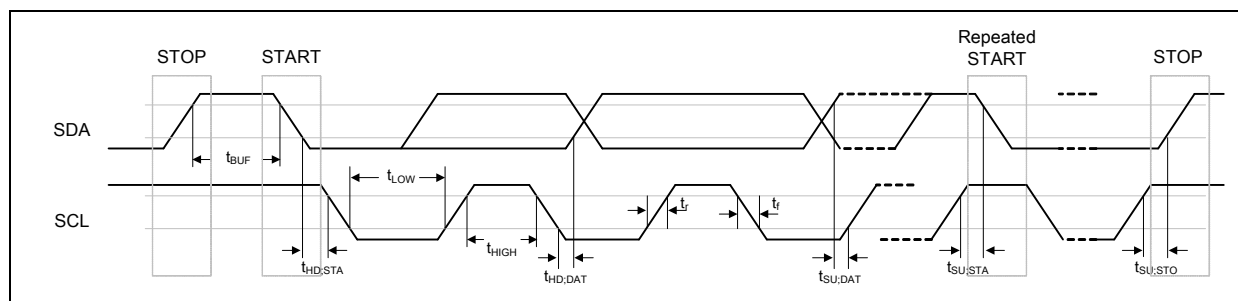 STOP
START
Repeated
START
STOP
SDA
tBUF
tLOW
SCL
tr
tf
tHD;STA
tHIGH
tHD;DAT
tSU;DAT
tSU;STA
tSU;STO